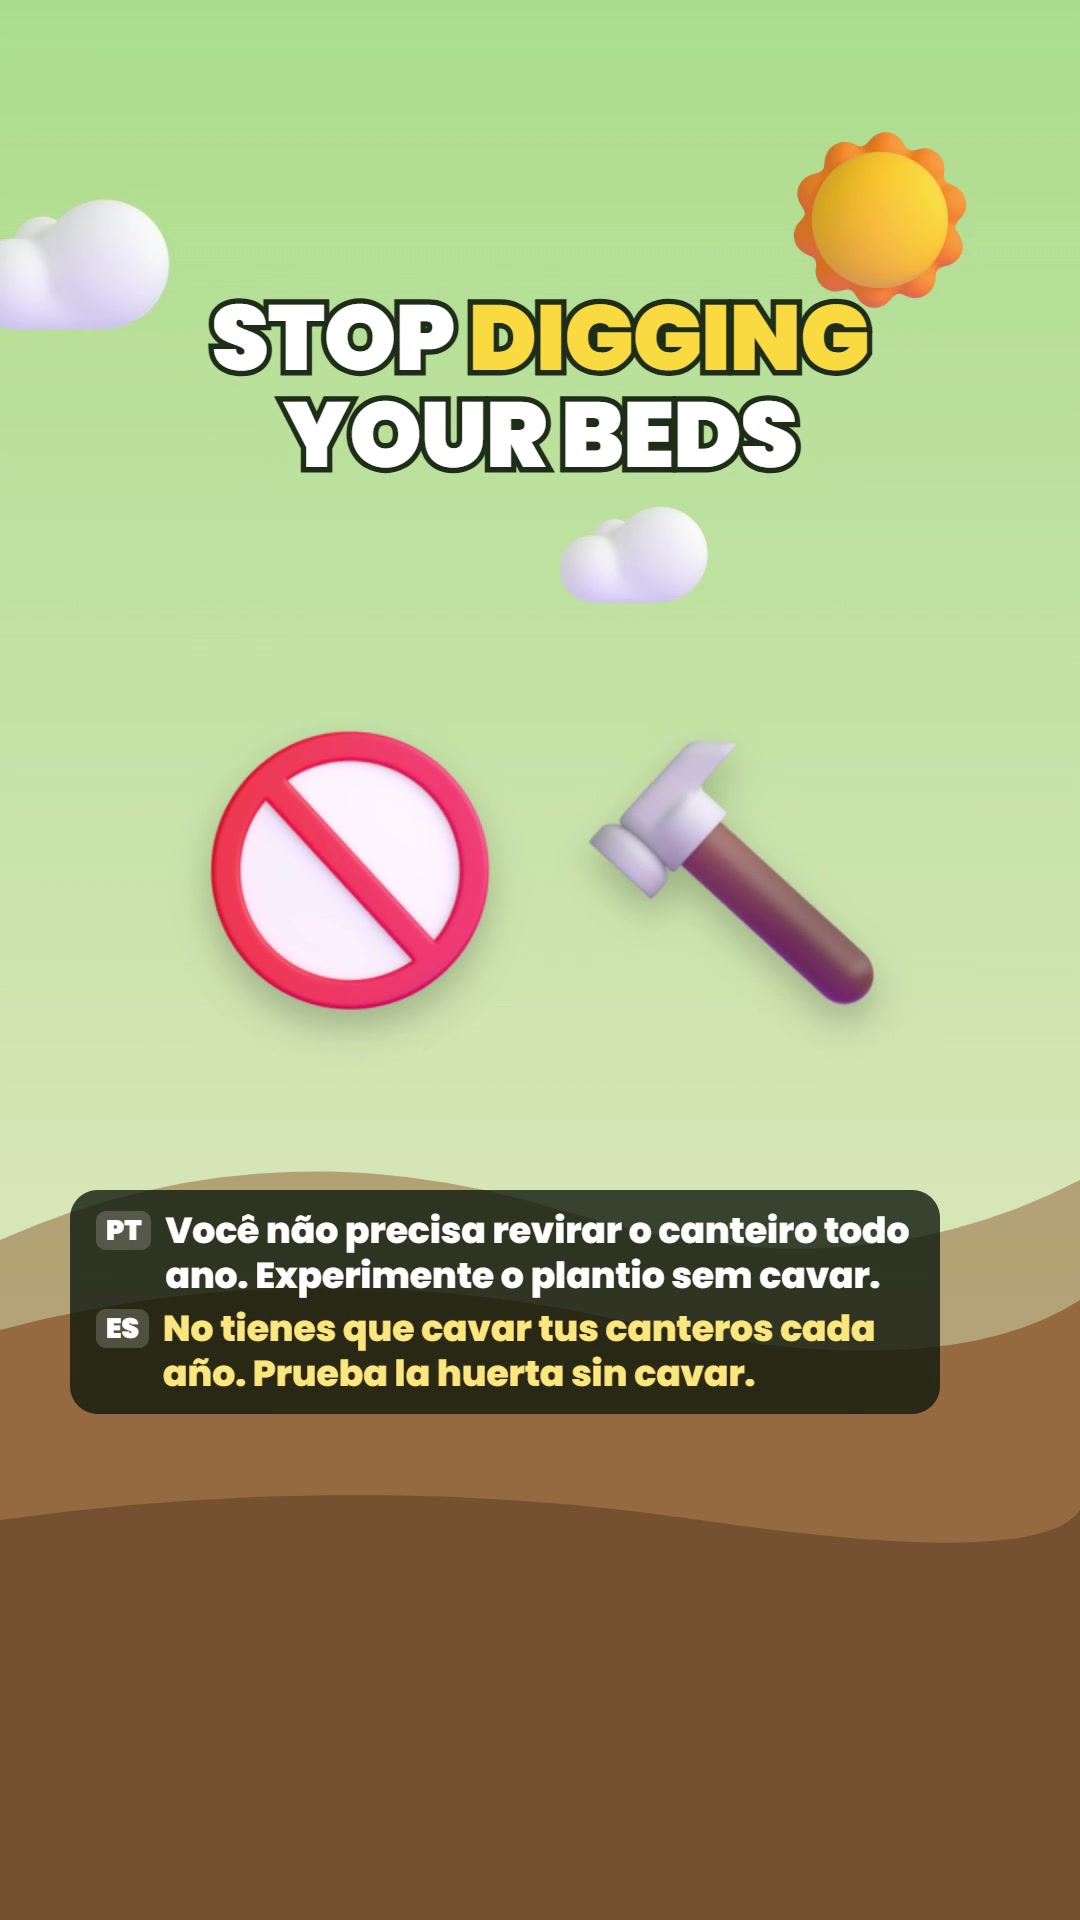 STOP DIGGING
YOUR BEDS
PT Você não precisa revirar o canteiro todo
ano. Experimente o plantio sem cavar.
ES No tienes que cavar tus canteros cada
año. Prueba la huerta sin cavar.